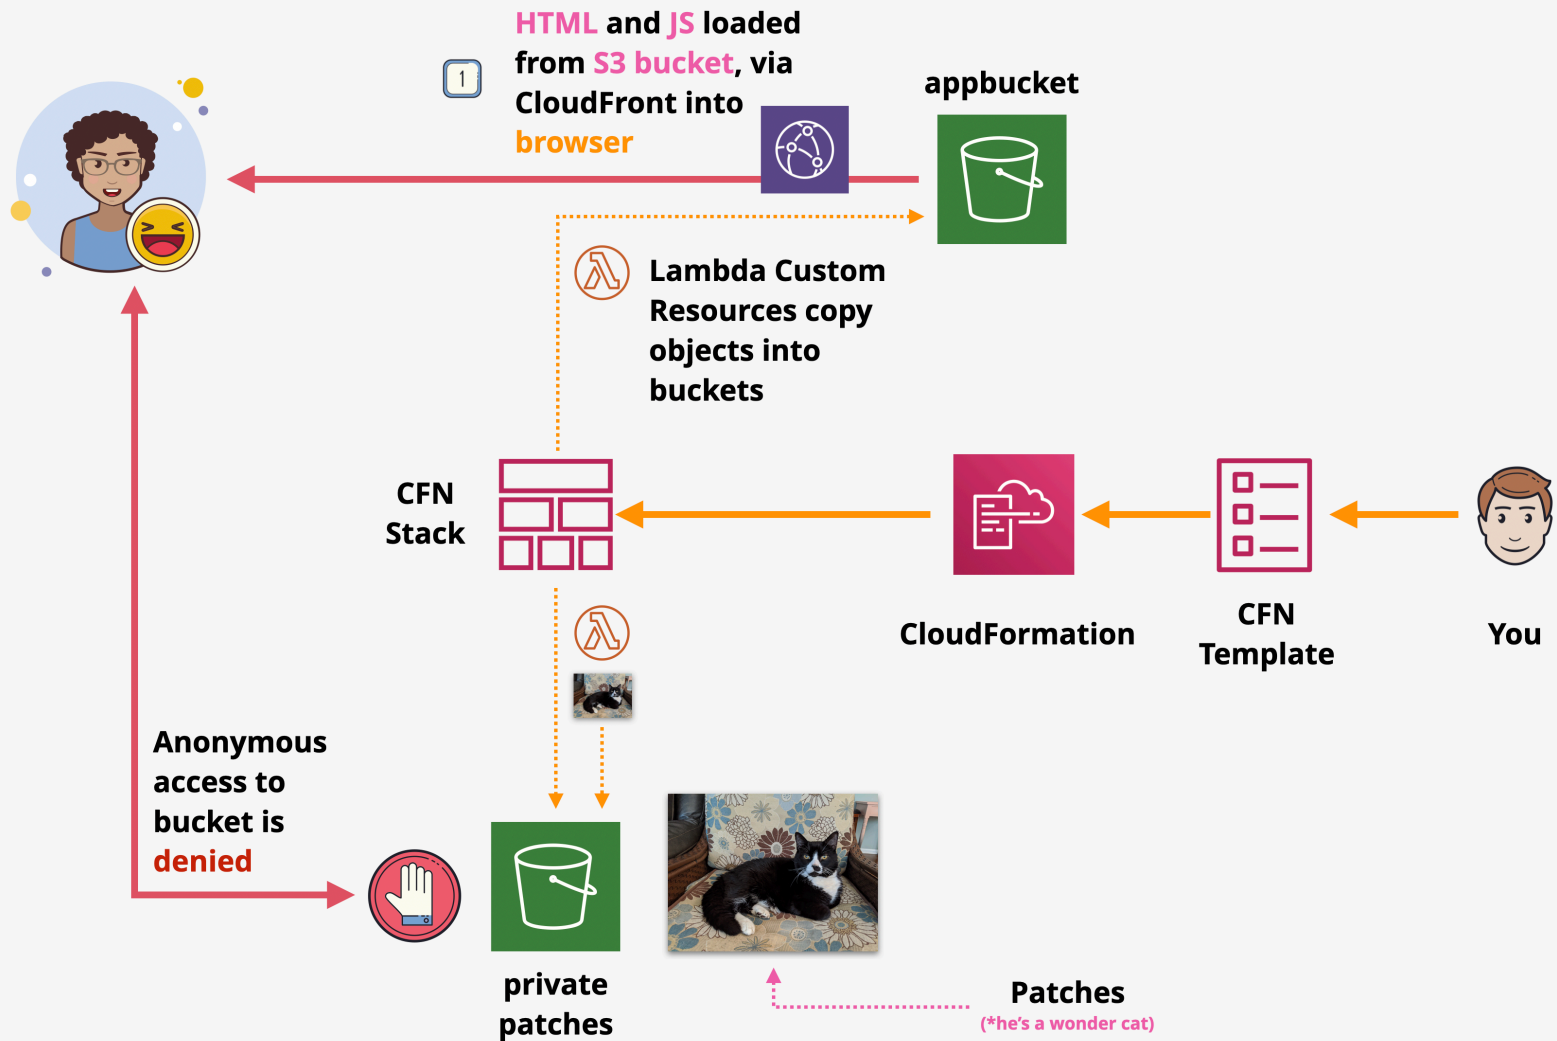 HTML and JS loaded
from S3 bucket, via
CloudFront into
browser
1
appbucket
Lambda Custom
Resources copy
objects into
buckets
CFN
Stack
CloudFormation
CFN
Template
You
Anonymous
access to
bucket is
denied
private
patches
Patches
(*he's a wonder cat)